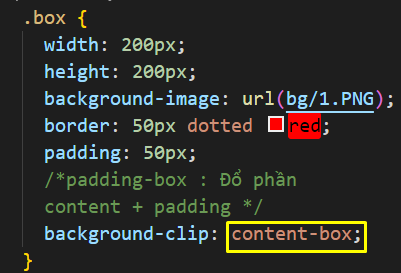 .box {
width: 200px;
height: 200px;
background-image: url(bg/1.PNG);
border: 50px dotted red;
padding: 50px;
/*padding-box : Đổ phần
content + padding */
background-clip: content-box;
}